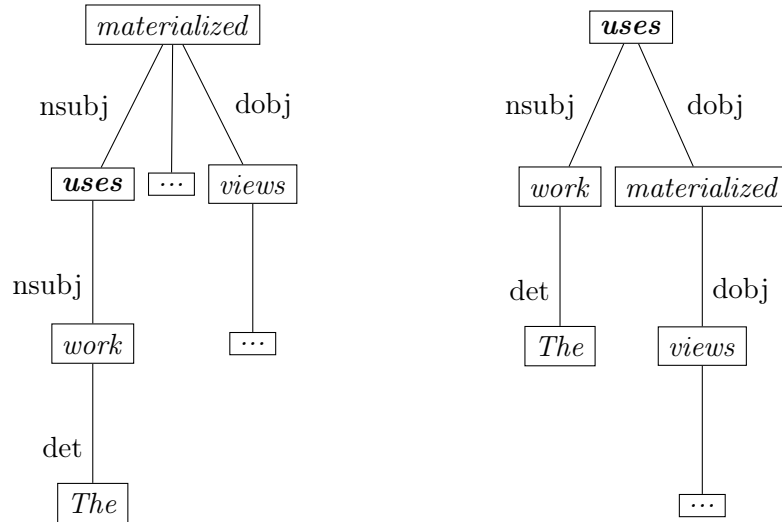 materialized
nsubj
dobj
uses
...
views
nsubj
work
...
det
The
uses
nsubj
dobj
work
materialized
det
dobj
The
views
...